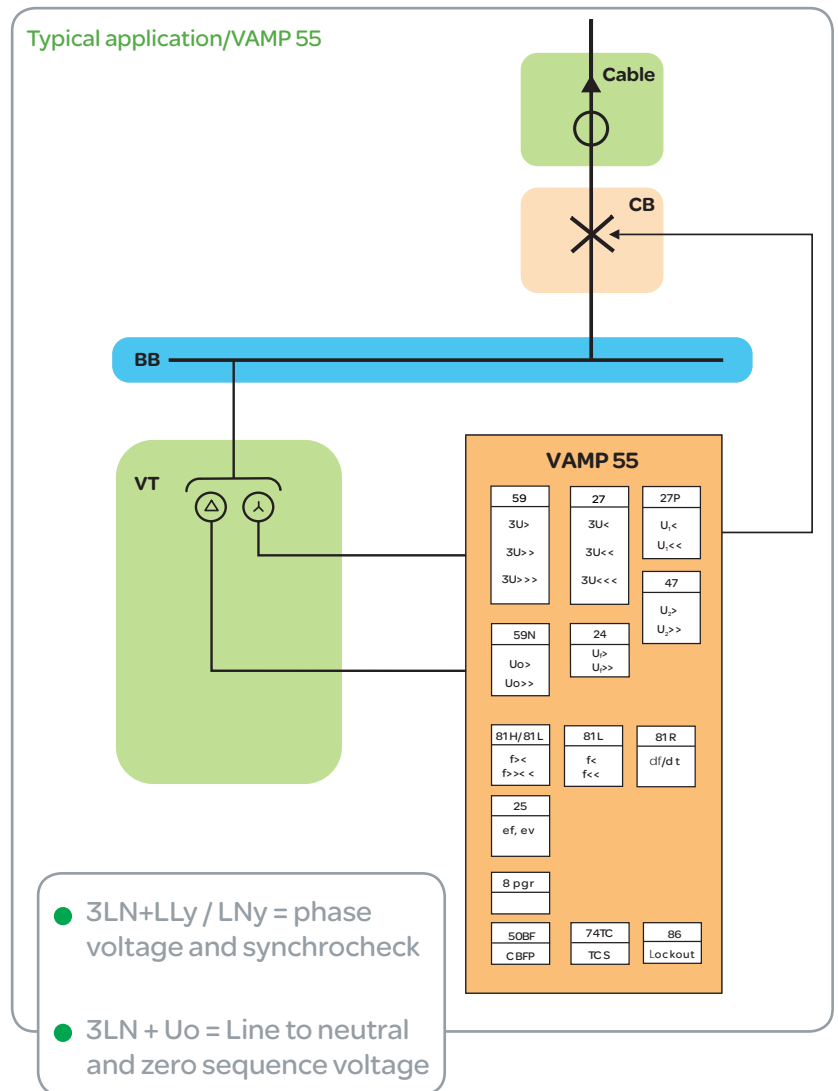 Typical application/VAMP 55
Cable
CB
BB
VT
VAMP 55
59
3U>
3U>>
3U>>>
27
3U<
3U<<
3U<<<
27P
U₁<
U₁<<
47
U₂>
U₂>>
59N
Uo>
Uo>>
24
Uf>
Uf>>
81H/81L
f><
f>><<
81L
f<
f<<
81R
df/dt
25
ef, ev
8 pgr
50BF
CBFP
74TC
TCS
86
Lockout
3LN+LLy / LNy = phase
voltage and synchrocheck
3LN + Uo = Line to neutral
and zero sequence voltage